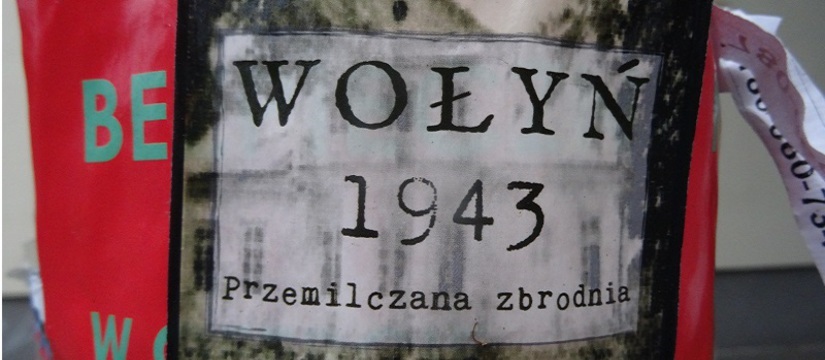 WOŁYŃ
1943
Przemilczana zbrodnia
BE